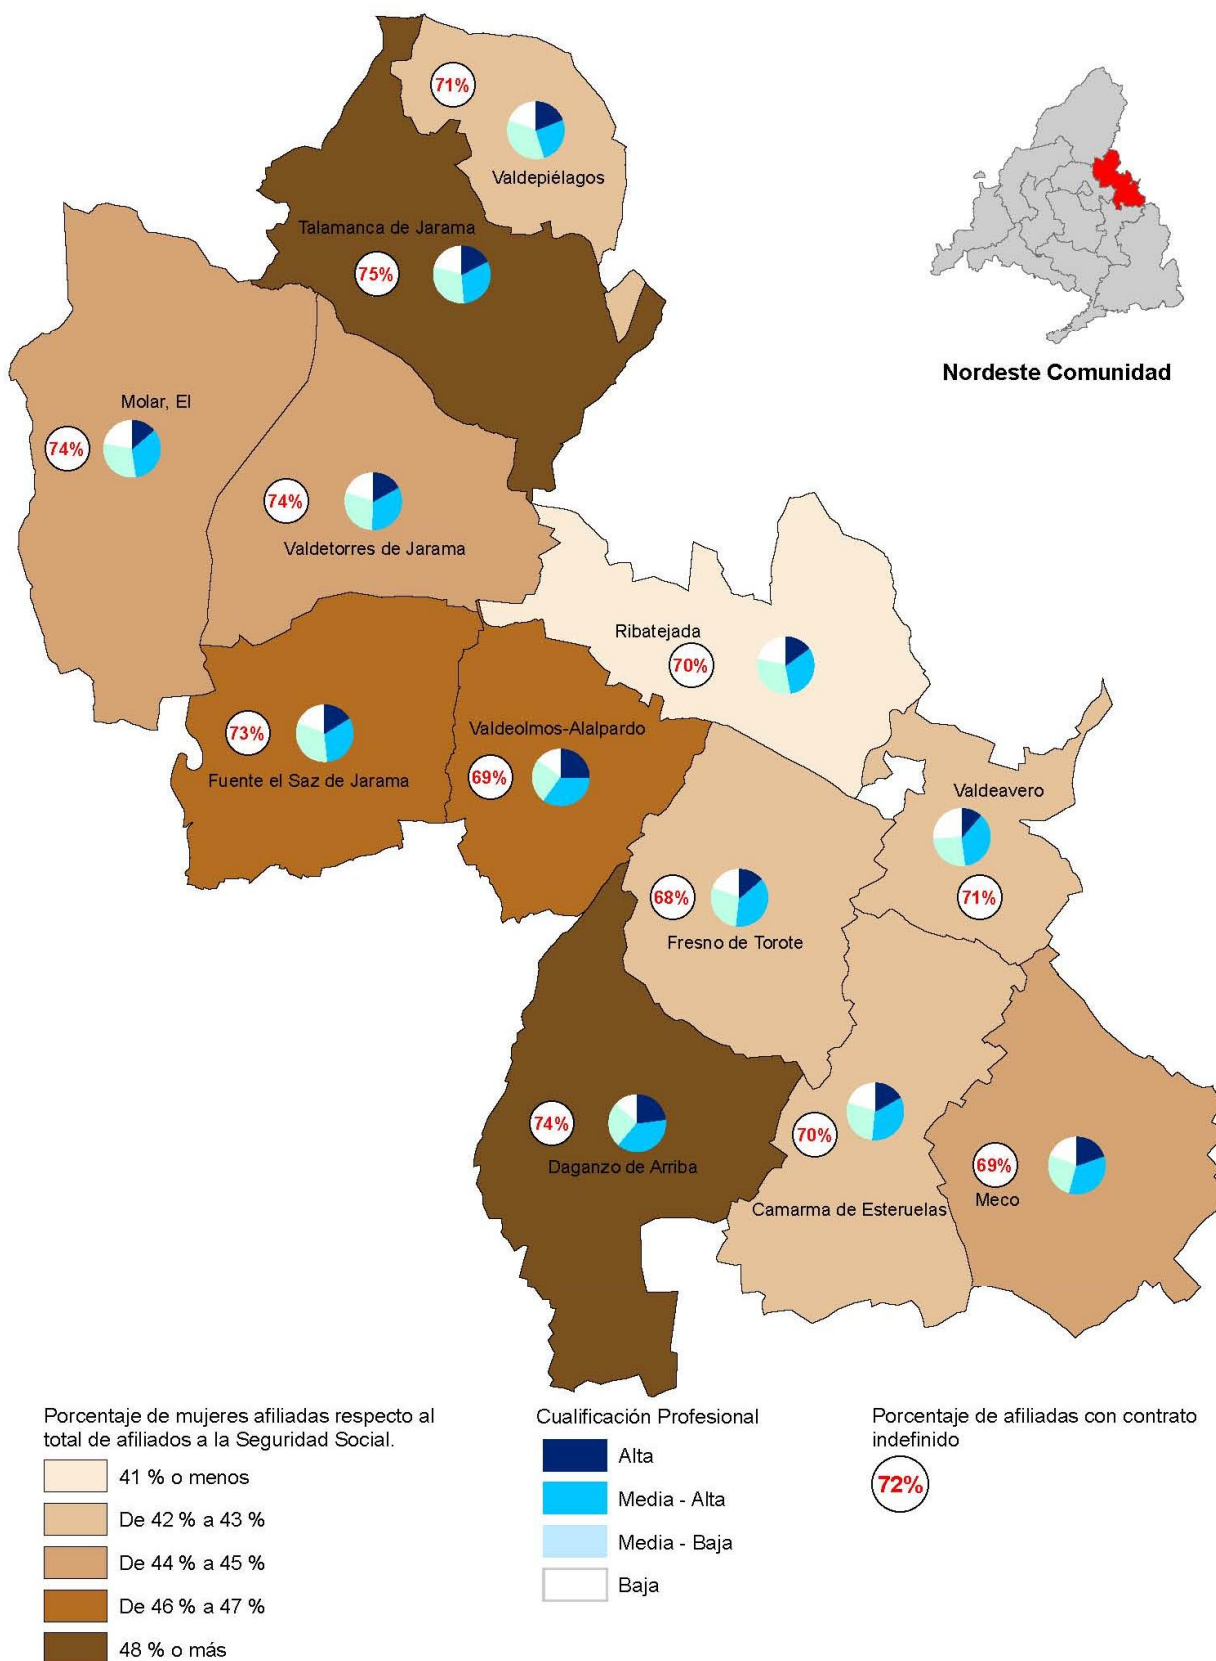 71%
Valdepiélagos
Talamanca de Jarama
75%
Nordeste Comunidad
Molar, El
74%
74%
Valdetorres de Jarama
Ribatejada
70%
73%
Fuente el Saz de Jarama
Valdeolmos-Alalpardo
69%
Valdeavero
71%
68%
Fresno de Torote
74%
Daganzo de Arriba
70%
Camarma de Esteruelas
69%
Meco
Porcentaje de mujeres afiliadas respecto al
total de afiliados a la Seguridad Social.
41 % o menos
De 42 % a 43 %
De 44 % a 45 %
De 46 % a 47 %
48 % o más
Cualificación Profesional
Alta
Media - Alta
Media - Baja
Baja
Porcentaje de afiliadas con contrato
indefinido
72%